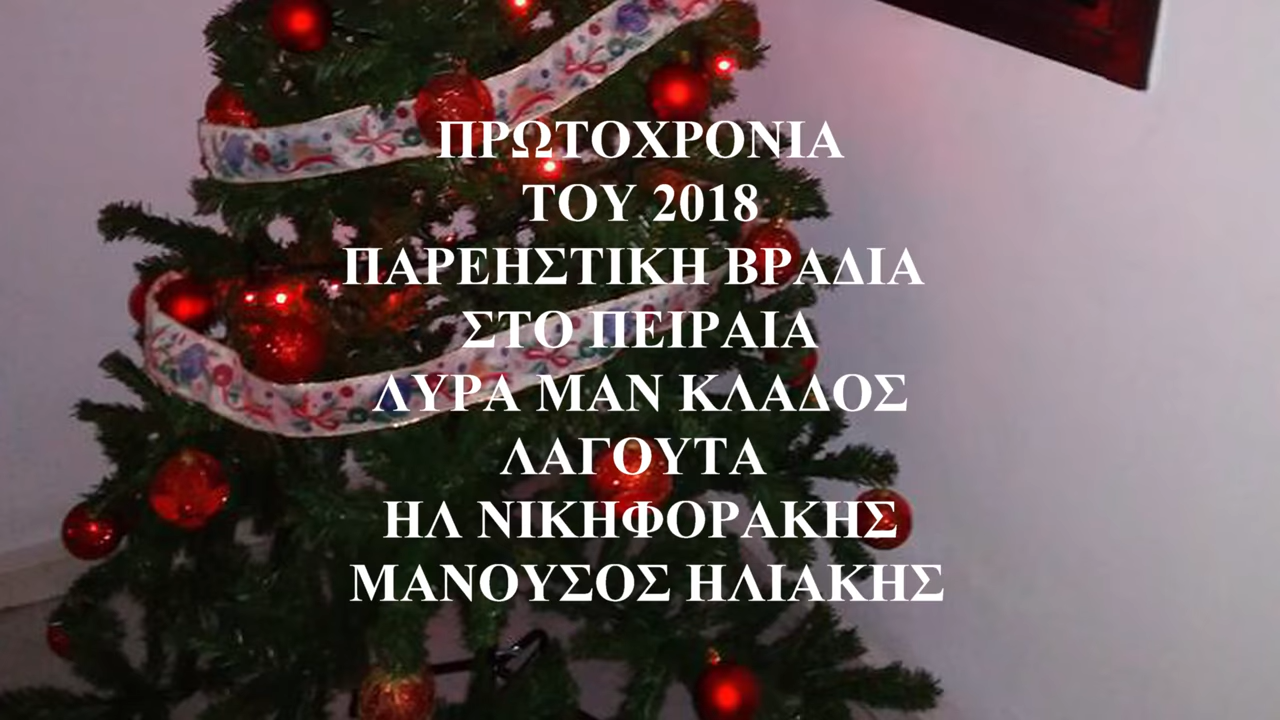 ΠΡΩΤΟΧΡΟΝΙΑ
ΤΟΥ 2018
ΠΑΡΕΗΣΤΙΚΗ ΒΡΑΔΙΑ
ΣΤΟ ΠΕΙΡΑΙΑ
ΛΥΡΑ ΜΑΝ ΚΛΑΔΟΣ
ΛΑΓΟΥΤΑ
ΗΛ ΝΙΚΗΦΟΡΑΚΗΣ
ΜΑΝΟΥΣΟΣ ΗΛΙΑΚΗΣ